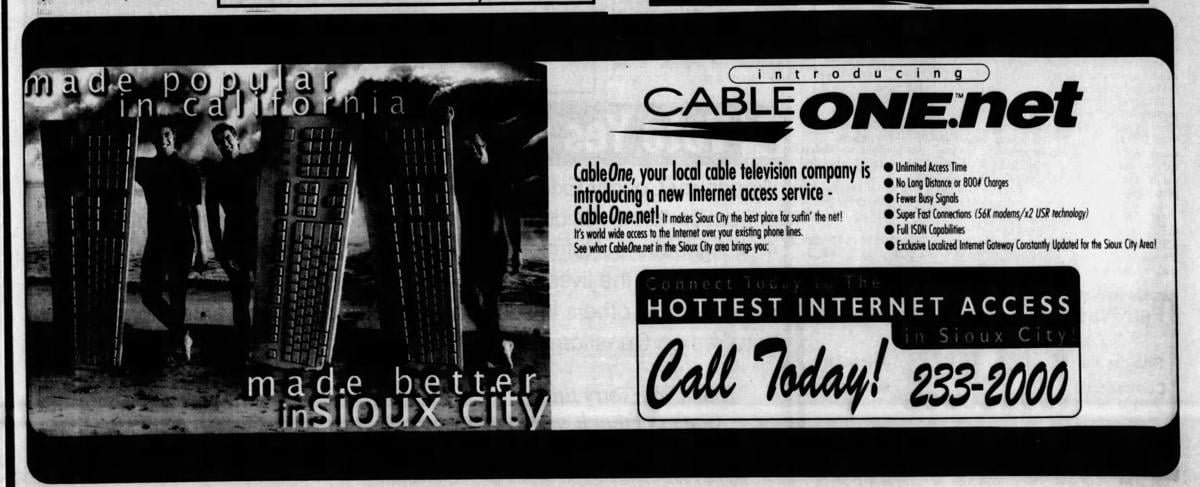 made popular
in california
made better
in sioux city
introducing
CABLE ONE.net™
CableOne, your local cable television company is
introducing a new Internet access service -
CableOne.net! It makes Sioux City the best place for surfin' the net!
It's world wide access to the Internet over your existing phone lines.
See what CableOne.net in the Sioux City area brings you:
● Unlimited Access Time
● No Long Distance or 800# Charges
● Fewer Busy Signals
● Super Fast Connections (56K modems/x2 USR technology)
● Full ISDN Capabilities
● Exclusive Localized Internet Gateway Constantly Updated for the Sioux City Area!
Connect Today To The
HOTTEST INTERNET ACCESS
in Sioux City!
Call Today! 233-2000